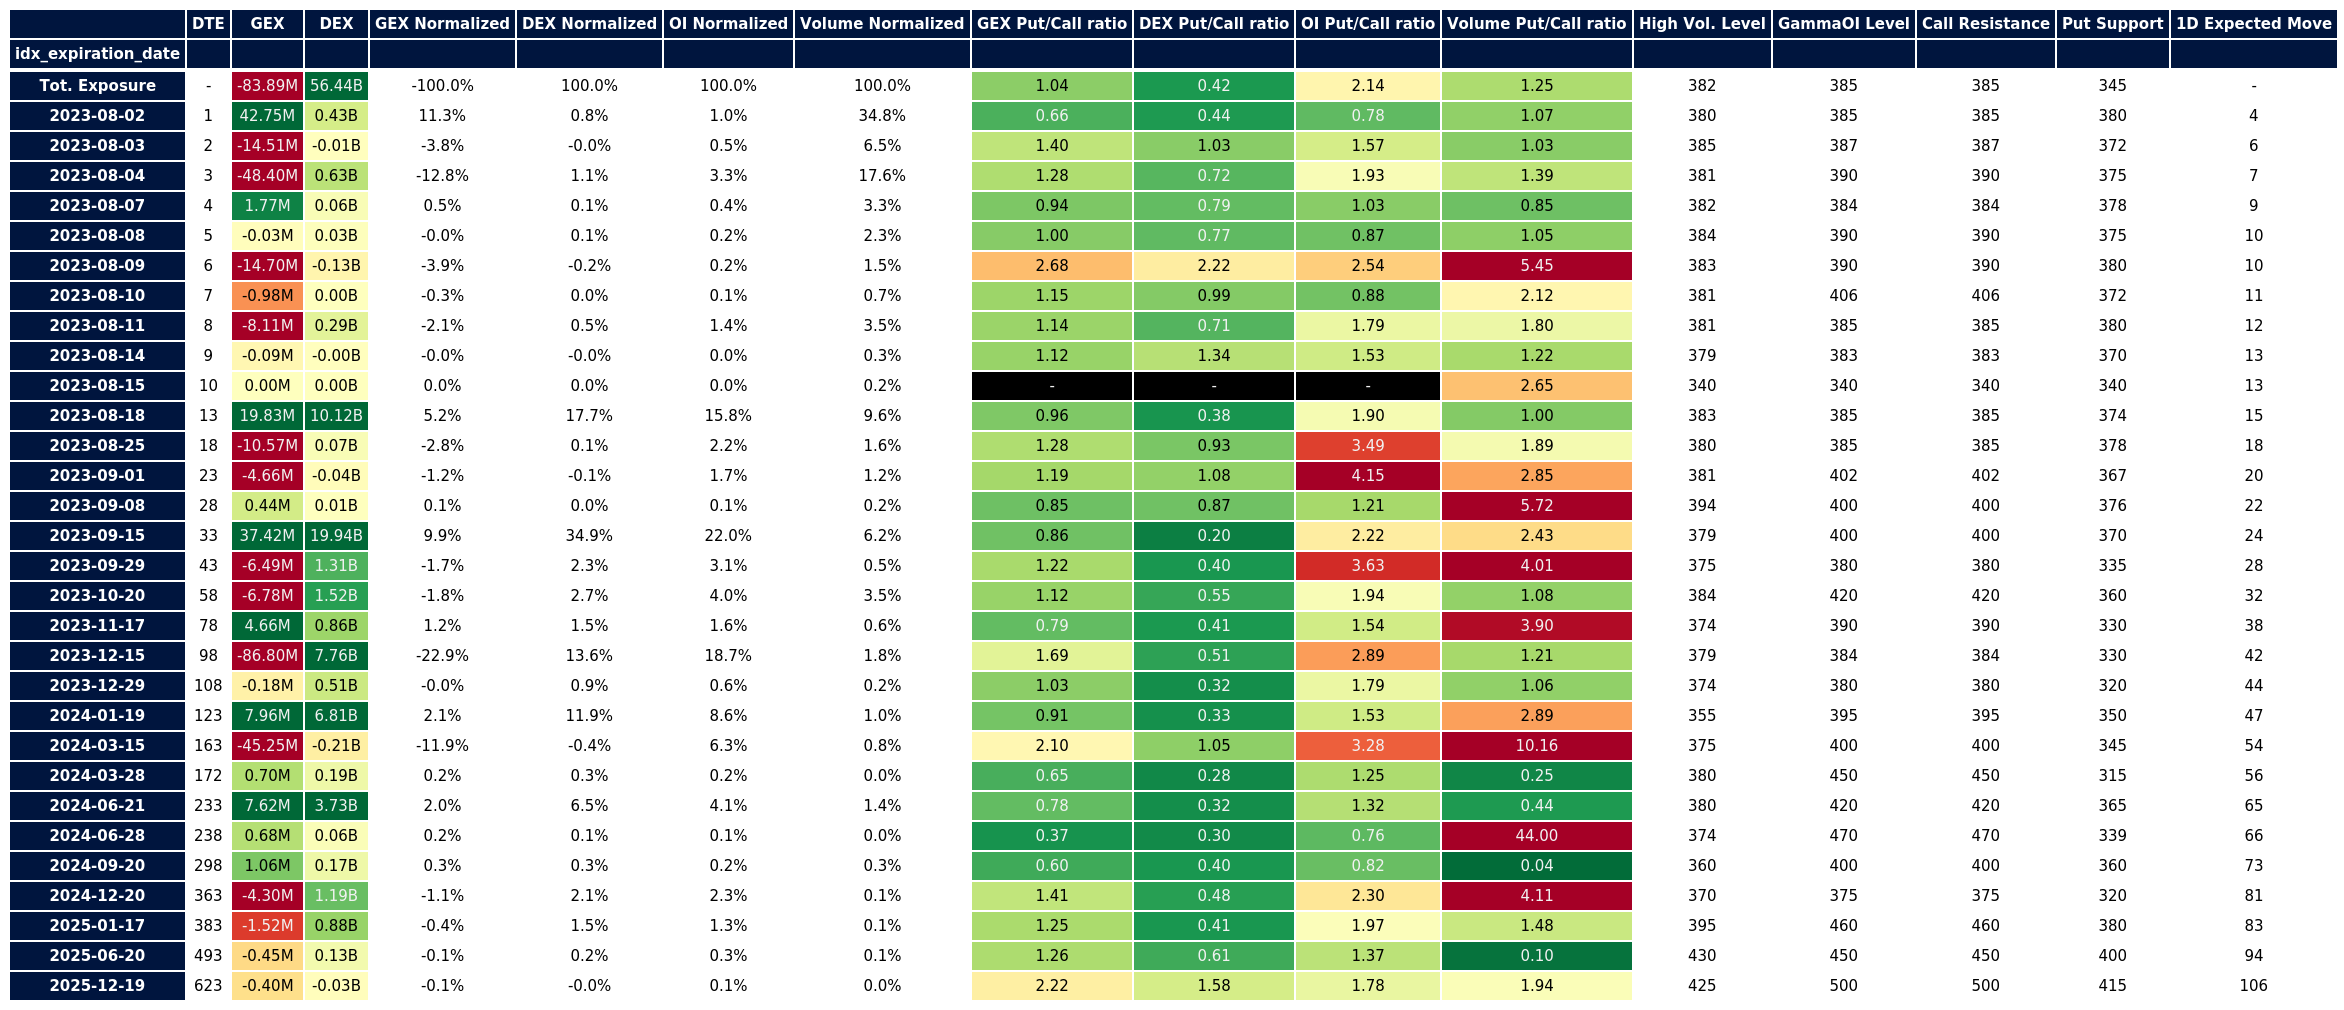 DTE GEX DEX GEX Normalized DEX Normalized OI Normalized Volume Normalized GEX Put/Call ratio DEX Put/Call ratio OI Put/Call ratio Volume Put/Call ratio High Vol. Level GammaOI Level Call Resistance Put Support 1D Expected Move
idx_expiration_date
Tot. Exposure - -83.89M 56.44B -100.0% 100.0% 100.0% 100.0% 1.04 0.42 2.14 1.25 382 385 385 345 -
2023-08-02 1 42.75M 0.43B 11.3% 0.8% 1.0% 34.8% 0.66 0.44 0.78 1.07 380 385 385 380 4
2023-08-03 2 -14.51M -0.01B -3.8% -0.0% 0.5% 6.5% 1.40 1.03 1.57 1.03 385 387 387 372 6
2023-08-04 3 -48.40M 0.63B -12.8% 1.1% 3.3% 17.6% 1.28 0.72 1.93 1.39 381 390 390 375 7
2023-08-07 4 1.77M 0.06B 0.5% 0.1% 0.4% 3.3% 0.94 0.79 1.03 0.85 382 384 384 378 9
2023-08-08 5 -0.03M 0.03B -0.0% 0.1% 0.2% 2.3% 1.00 0.77 0.87 1.05 384 390 390 375 10
2023-08-09 6 -14.70M -0.13B -3.9% -0.2% 0.2% 1.5% 2.68 2.22 2.54 5.45 383 390 390 380 10
2023-08-10 7 -0.98M 0.00B -0.3% 0.0% 0.1% 0.7% 1.15 0.99 0.88 2.12 381 406 406 372 11
2023-08-11 8 -8.11M 0.29B -2.1% 0.5% 1.4% 3.5% 1.14 0.71 1.79 1.80 381 385 385 380 12
2023-08-14 9 -0.09M -0.00B -0.0% -0.0% 0.0% 0.3% 1.12 1.34 1.53 1.22 379 383 383 370 13
2023-08-15 10 0.00M 0.00B 0.0% 0.0% 0.0% 0.2% - - - 2.65 340 340 340 340 13
2023-08-18 13 19.83M 10.12B 5.2% 17.7% 15.8% 9.6% 0.96 0.38 1.90 1.00 383 385 385 374 15
2023-08-25 18 -10.57M 0.07B -2.8% 0.1% 2.2% 1.6% 1.28 0.93 3.49 1.89 380 385 385 378 18
2023-09-01 23 -4.66M -0.04B -1.2% -0.1% 1.7% 1.2% 1.19 1.08 4.15 2.85 381 402 402 367 20
2023-09-08 28 0.44M 0.01B 0.1% 0.0% 0.1% 0.2% 0.85 0.87 1.21 5.72 394 400 400 376 22
2023-09-15 33 37.42M 19.94B 9.9% 34.9% 22.0% 6.2% 0.86 0.20 2.22 2.43 379 400 400 370 24
2023-09-29 43 -6.49M 1.31B -1.7% 2.3% 3.1% 0.5% 1.22 0.40 3.63 4.01 375 380 380 335 28
2023-10-20 58 -6.78M 1.52B -1.8% 2.7% 4.0% 3.5% 1.12 0.55 1.94 1.08 384 420 420 360 32
2023-11-17 78 4.66M 0.86B 1.2% 1.5% 1.6% 0.6% 0.79 0.41 1.54 3.90 374 390 390 330 38
2023-12-15 98 -86.80M 7.76B -22.9% 13.6% 18.7% 1.8% 1.69 0.51 2.89 1.21 379 384 384 330 42
2023-12-29 108 -0.18M 0.51B -0.0% 0.9% 0.6% 0.2% 1.03 0.32 1.79 1.06 374 380 380 320 44
2024-01-19 123 7.96M 6.81B 2.1% 11.9% 8.6% 1.0% 0.91 0.33 1.53 2.89 355 395 395 350 47
2024-03-15 163 -45.25M -0.21B -11.9% -0.4% 6.3% 0.8% 2.10 1.05 3.28 10.16 375 400 400 345 54
2024-03-28 172 0.70M 0.19B 0.2% 0.3% 0.2% 0.0% 0.65 0.28 1.25 0.25 380 450 450 315 56
2024-06-21 233 7.62M 3.73B 2.0% 6.5% 4.1% 1.4% 0.78 0.32 1.32 0.44 380 420 420 365 65
2024-06-28 238 0.68M 0.06B 0.2% 0.1% 0.1% 0.0% 0.37 0.30 0.76 44.00 374 470 470 339 66
2024-09-20 298 1.06M 0.17B 0.3% 0.3% 0.2% 0.3% 0.60 0.40 0.82 0.04 360 400 400 360 73
2024-12-20 363 -4.30M 1.19B -1.1% 2.1% 2.3% 0.1% 1.41 0.48 2.30 4.11 370 375 375 320 81
2025-01-17 383 -1.52M 0.88B -0.4% 1.5% 1.3% 0.1% 1.25 0.41 1.97 1.48 395 460 460 380 83
2025-06-20 493 -0.45M 0.13B -0.1% 0.2% 0.3% 0.1% 1.26 0.61 1.37 0.10 430 450 450 400 94
2025-12-19 623 -0.40M -0.03B -0.1% -0.0% 0.1% 0.0% 2.22 1.58 1.78 1.94 425 500 500 415 106